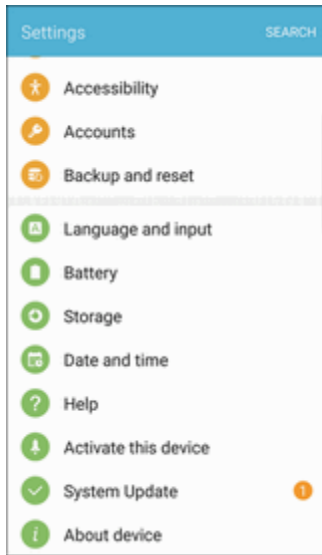 Settings SEARCH
Accessibility
Accounts
Backup and reset
Language and input
Battery
Storage
Date and time
Help
Activate this device
System Update 1
About device